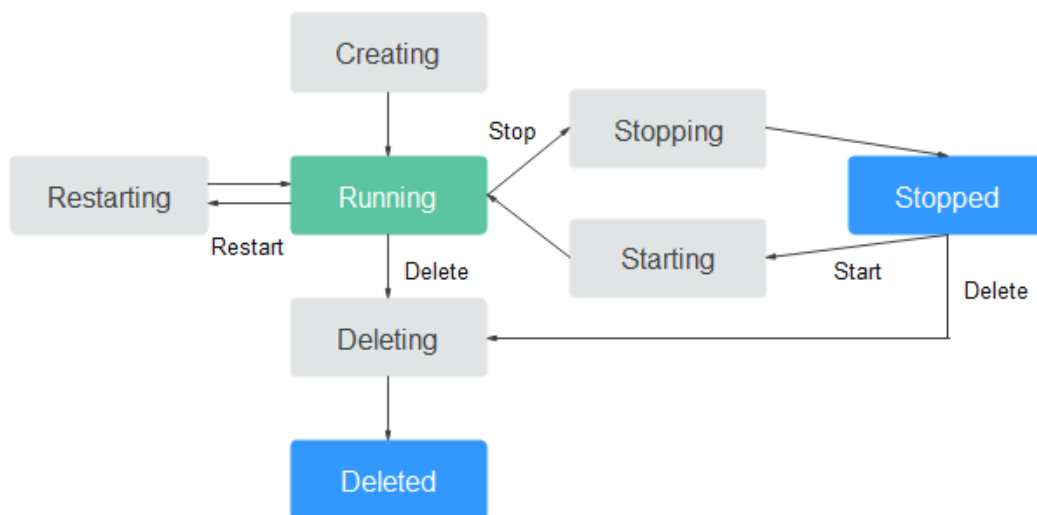 Creating
Stop
Stopping
Restarting
Running
Stopped
Restart
Starting
Start
Delete
Delete
Deleting
Deleted